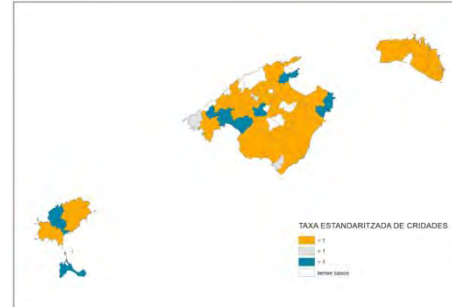 TAXA ESTANDARITZADA DE CRIDADES
< 1
= 1
> 1
sense casos